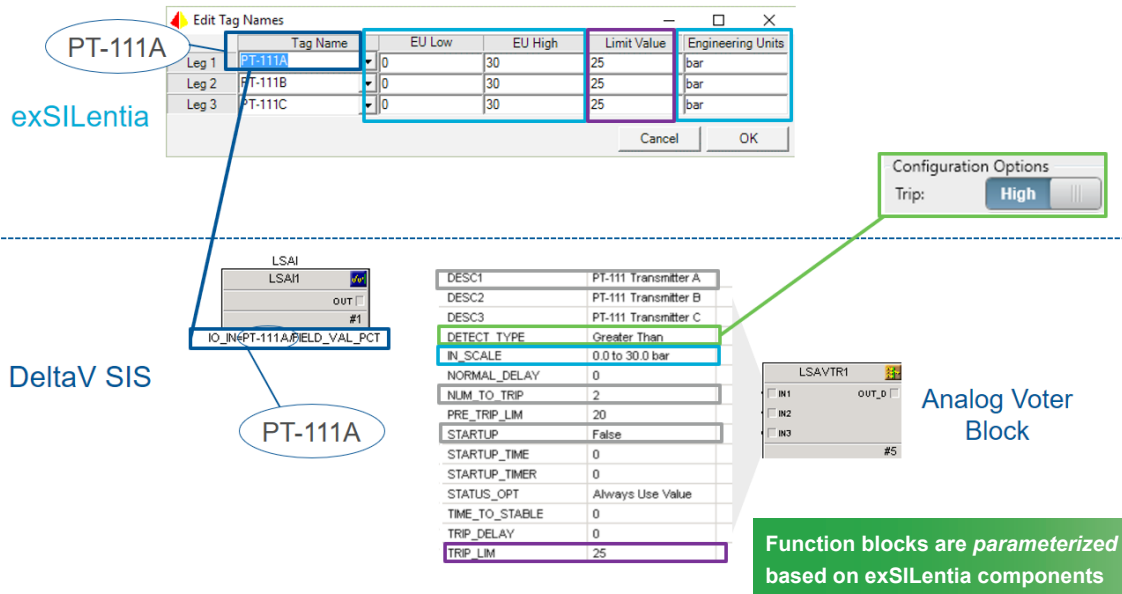 Edit Tag Names
Tag Name EU Low EU High Limit Value Engineering Units
Leg 1 PT-111A 0 30 25 bar
Leg 2 PT-111B 0 30 25 bar
Leg 3 PT-111C 0 30 25 bar
Cancel OK
PT-111A
exSILentia
Configuration Options
Trip: High
LSAI
LSAI1
OUT
#1
IO_IN=PT-111A/FIELD_VAL_PCT
PT-111A
DeltaV SIS
DESC1 PT-111 Transmitter A
DESC2 PT-111 Transmitter B
DESC3 PT-111 Transmitter C
DETECT_TYPE Greater Than
IN_SCALE 0.0 to 30.0 bar
NORMAL_DELAY 0
NUM_TO_TRIP 2
PRE_TRIP_LIM 20
STARTUP False
STARTUP_TIME 0
STARTUP_TIMER 0
STATUS_OPT Always Use Value
TIME_TO_STABLE 0
TRIP_DELAY 0
TRIP_LIM 25
LSAVTR1
IN1 OUT_D
IN2
IN3
#5
Analog Voter
Block
Function blocks are parameterized
based on exSILentia components